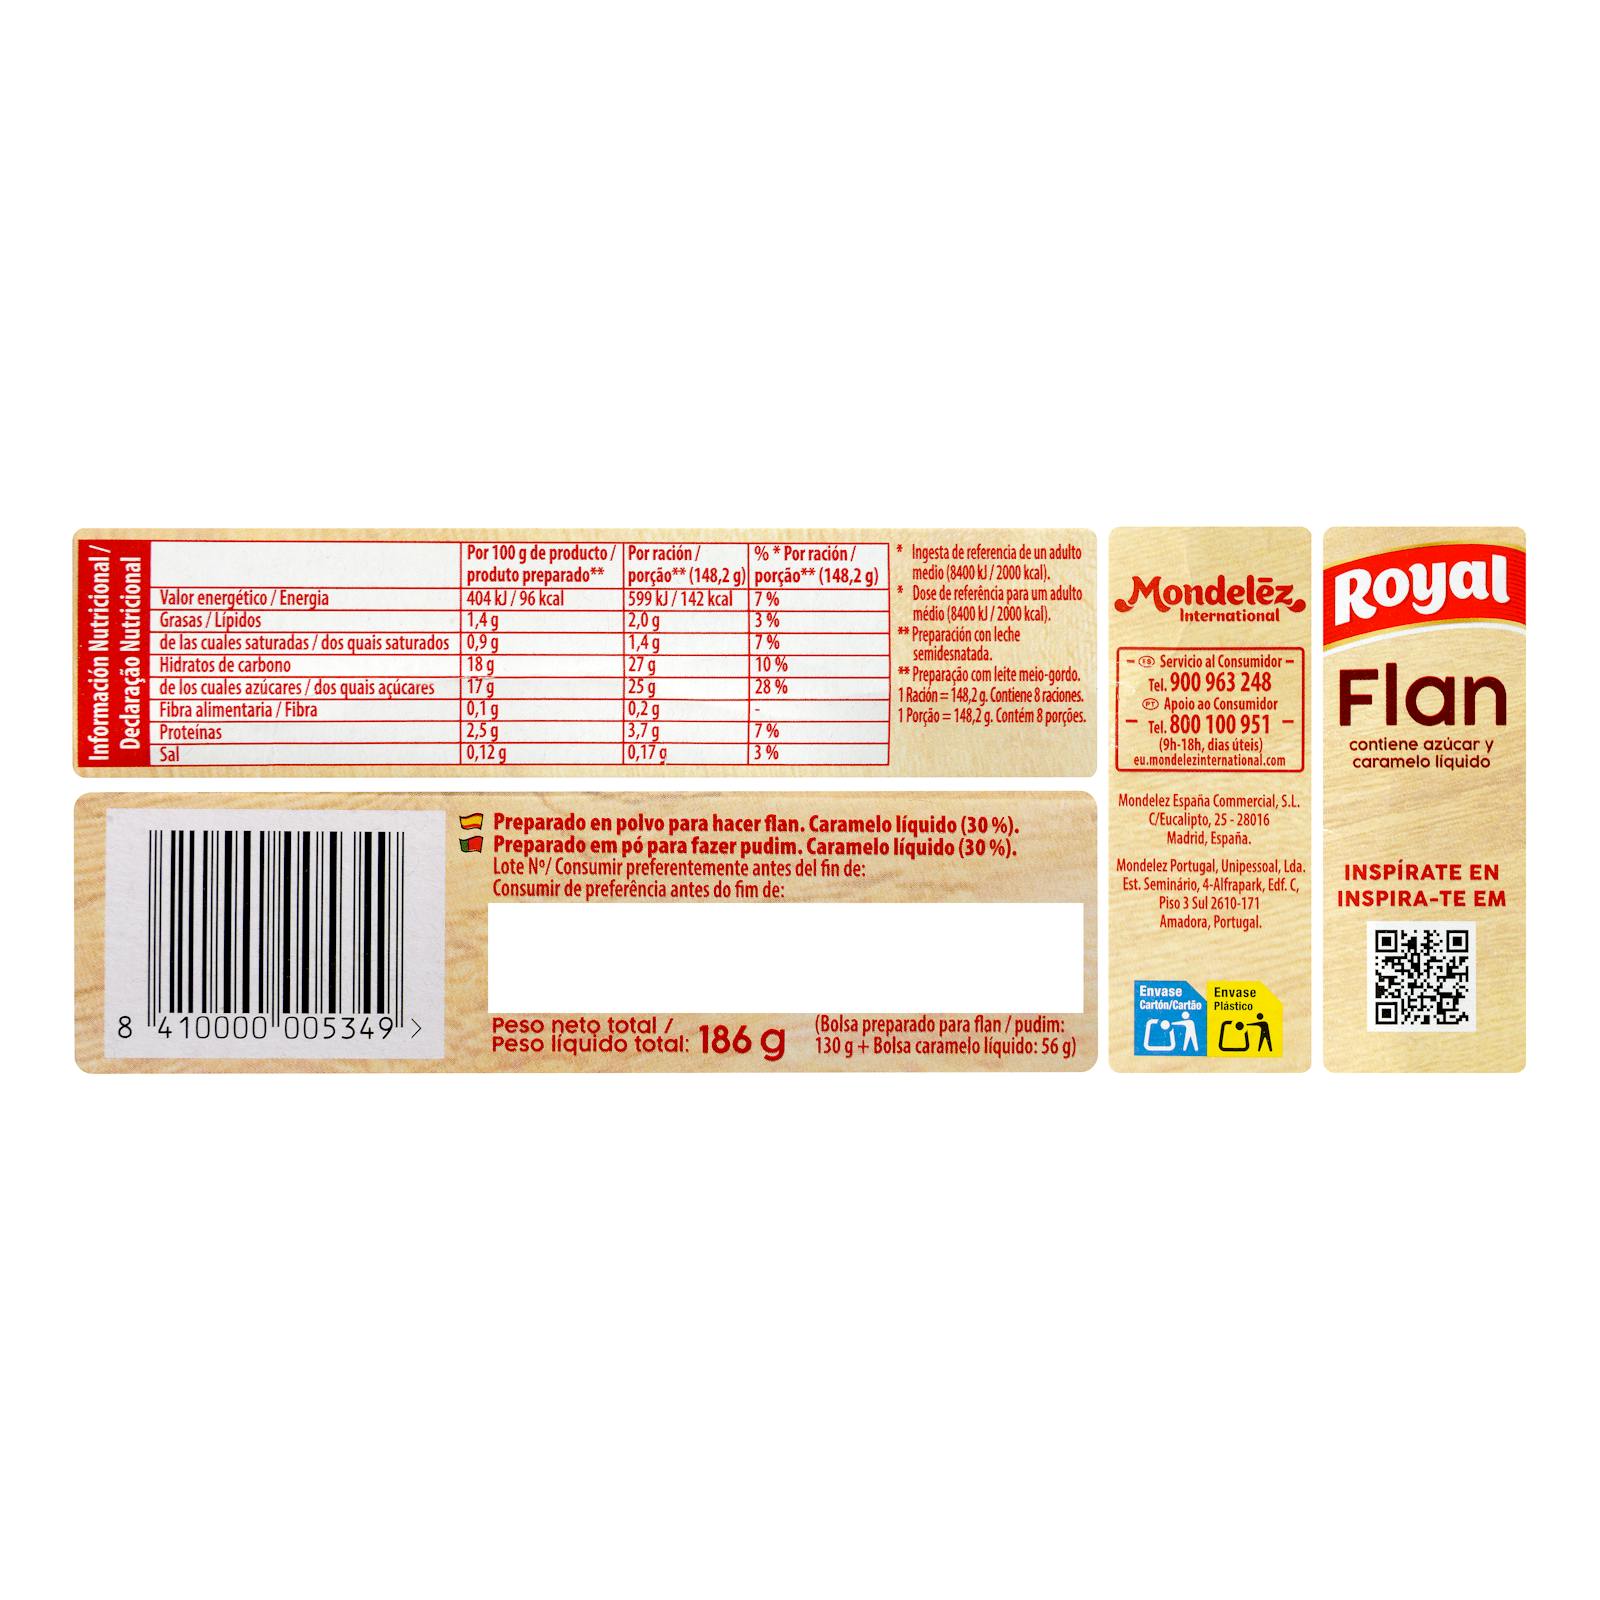 Información Nutricional /
Declaração Nutricional
Por 100 g de producto / Por ración / % * Por ración /
produto preparado** porção** (148,2 g) porção** (148,2 g)
Valor energético / Energia 404 kJ / 96 kcal 599 kJ / 142 kcal 7 %
Grasas / Lípidos 1,4 g 2,0 g 3 %
de las cuales saturadas / dos quais saturados 0,9 g 1,4 g 7 %
Hidratos de carbono 18 g 27 g 10 %
de los cuales azúcares / dos quais açúcares 17 g 25 g 28 %
Fibra alimentaria / Fibra 0,1 g 0,2 g -
Proteínas 2,5 g 3,7 g 7 %
Sal 0,12 g 0,17 g 3 %
* Ingesta de referencia de un adulto
medio (8400 kJ / 2000 kcal).
* Dose de referência para um adulto
médio (8400 kJ / 2000 kcal).
** Preparación con leche
semidesnatada.
** Preparação com leite meio-gordo.
1 Ración = 148,2 g. Contiene 8 raciones.
1 Porção = 148,2 g. Contém 8 porções.
8 410000 005349 >
Preparado en polvo para hacer flan. Caramelo líquido (30 %).
Preparado em pó para fazer pudim. Caramelo líquido (30 %).
Lote Nº/ Consumir preferentemente antes del fin de:
Consumir de preferência antes do fim de:
Peso neto total /
Peso líquido total: 186 g
(Bolsa preparado para flan / pudim:
130 g + Bolsa caramelo líquido: 56 g)
Mondelēz
International
ES Servicio al Consumidor
Tel. 900 963 248
PT Apoio ao Consumidor
Tel. 800 100 951
(9h-18h, dias úteis)
eu.mondelezinternational.com
Mondelez España Commercial, S.L.
C/Eucalipto, 25 - 28016
Madrid, España.
Mondelez Portugal, Unipessoal, Lda.
Est. Seminário, 4-Alfrapark, Edf. C,
Piso 3 Sul 2610-171
Amadora, Portugal.
Envase
Cartón/Cartão
Envase
Plástico
Royal
Flan
contiene azúcar y
caramelo líquido
INSPÍRATE EN
INSPIRA-TE EM